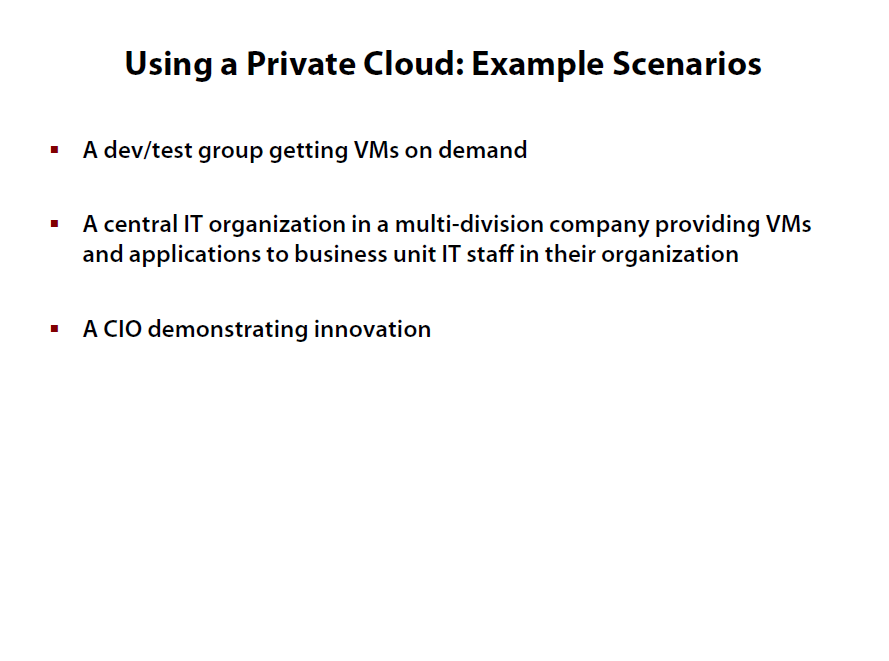 Using a Private Cloud: Example Scenarios
▪ A dev/test group getting VMs on demand
▪ A central IT organization in a multi-division company providing VMs
and applications to business unit IT staff in their organization
▪ A CIO demonstrating innovation